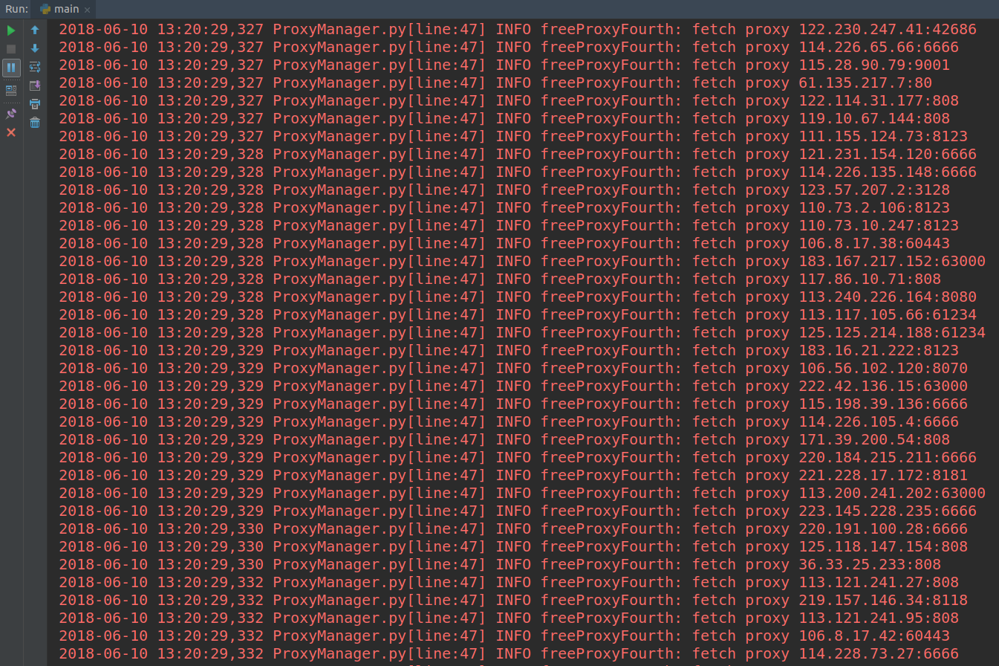 Run: main
2018-06-10 13:20:29,327 ProxyManager.py[line:47] INFO freeProxyFourth: fetch proxy 122.230.247.41:42686
2018-06-10 13:20:29,327 ProxyManager.py[line:47] INFO freeProxyFourth: fetch proxy 114.226.65.66:6666
2018-06-10 13:20:29,327 ProxyManager.py[line:47] INFO freeProxyFourth: fetch proxy 115.28.90.79:9001
2018-06-10 13:20:29,327 ProxyManager.py[line:47] INFO freeProxyFourth: fetch proxy 61.135.217.7:80
2018-06-10 13:20:29,327 ProxyManager.py[line:47] INFO freeProxyFourth: fetch proxy 122.114.31.177:808
2018-06-10 13:20:29,327 ProxyManager.py[line:47] INFO freeProxyFourth: fetch proxy 119.10.67.144:808
2018-06-10 13:20:29,327 ProxyManager.py[line:47] INFO freeProxyFourth: fetch proxy 111.155.124.73:8123
2018-06-10 13:20:29,328 ProxyManager.py[line:47] INFO freeProxyFourth: fetch proxy 121.231.154.120:6666
2018-06-10 13:20:29,328 ProxyManager.py[line:47] INFO freeProxyFourth: fetch proxy 114.226.135.148:6666
2018-06-10 13:20:29,328 ProxyManager.py[line:47] INFO freeProxyFourth: fetch proxy 123.57.207.2:3128
2018-06-10 13:20:29,328 ProxyManager.py[line:47] INFO freeProxyFourth: fetch proxy 110.73.2.106:8123
2018-06-10 13:20:29,328 ProxyManager.py[line:47] INFO freeProxyFourth: fetch proxy 110.73.10.247:8123
2018-06-10 13:20:29,328 ProxyManager.py[line:47] INFO freeProxyFourth: fetch proxy 106.8.17.38:60443
2018-06-10 13:20:29,328 ProxyManager.py[line:47] INFO freeProxyFourth: fetch proxy 183.167.217.152:63000
2018-06-10 13:20:29,328 ProxyManager.py[line:47] INFO freeProxyFourth: fetch proxy 117.86.10.71:808
2018-06-10 13:20:29,328 ProxyManager.py[line:47] INFO freeProxyFourth: fetch proxy 113.240.226.164:8080
2018-06-10 13:20:29,328 ProxyManager.py[line:47] INFO freeProxyFourth: fetch proxy 113.117.105.66:61234
2018-06-10 13:20:29,328 ProxyManager.py[line:47] INFO freeProxyFourth: fetch proxy 125.125.214.188:61234
2018-06-10 13:20:29,329 ProxyManager.py[line:47] INFO freeProxyFourth: fetch proxy 183.16.21.222:8123
2018-06-10 13:20:29,329 ProxyManager.py[line:47] INFO freeProxyFourth: fetch proxy 106.56.102.120:8070
2018-06-10 13:20:29,329 ProxyManager.py[line:47] INFO freeProxyFourth: fetch proxy 222.42.136.15:63000
2018-06-10 13:20:29,329 ProxyManager.py[line:47] INFO freeProxyFourth: fetch proxy 115.198.39.136:6666
2018-06-10 13:20:29,329 ProxyManager.py[line:47] INFO freeProxyFourth: fetch proxy 114.226.105.4:6666
2018-06-10 13:20:29,329 ProxyManager.py[line:47] INFO freeProxyFourth: fetch proxy 171.39.200.54:808
2018-06-10 13:20:29,329 ProxyManager.py[line:47] INFO freeProxyFourth: fetch proxy 220.184.215.211:6666
2018-06-10 13:20:29,329 ProxyManager.py[line:47] INFO freeProxyFourth: fetch proxy 221.228.17.172:8181
2018-06-10 13:20:29,329 ProxyManager.py[line:47] INFO freeProxyFourth: fetch proxy 113.200.241.202:63000
2018-06-10 13:20:29,329 ProxyManager.py[line:47] INFO freeProxyFourth: fetch proxy 223.145.228.235:6666
2018-06-10 13:20:29,330 ProxyManager.py[line:47] INFO freeProxyFourth: fetch proxy 220.191.100.28:6666
2018-06-10 13:20:29,330 ProxyManager.py[line:47] INFO freeProxyFourth: fetch proxy 125.118.147.154:808
2018-06-10 13:20:29,330 ProxyManager.py[line:47] INFO freeProxyFourth: fetch proxy 36.33.25.233:808
2018-06-10 13:20:29,332 ProxyManager.py[line:47] INFO freeProxyFourth: fetch proxy 113.121.241.27:808
2018-06-10 13:20:29,332 ProxyManager.py[line:47] INFO freeProxyFourth: fetch proxy 219.157.146.34:8118
2018-06-10 13:20:29,332 ProxyManager.py[line:47] INFO freeProxyFourth: fetch proxy 113.121.241.95:808
2018-06-10 13:20:29,332 ProxyManager.py[line:47] INFO freeProxyFourth: fetch proxy 106.8.17.42:60443
2018-06-10 13:20:29,332 ProxyManager.py[line:47] INFO freeProxyFourth: fetch proxy 114.228.73.27:6666